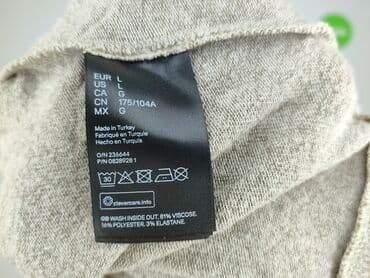 EUR L
US L
CA G
CN 175/104A
MX G
Made in Turkey
Fabriqué en Turquie
Hecho en Turquía
O/N 236644
P/N 0828928 1
30
clevercare.info
GB WASH INSIDE OUT. 81% VISCOSE.
16% POLYESTER, 3% ELASTANE.